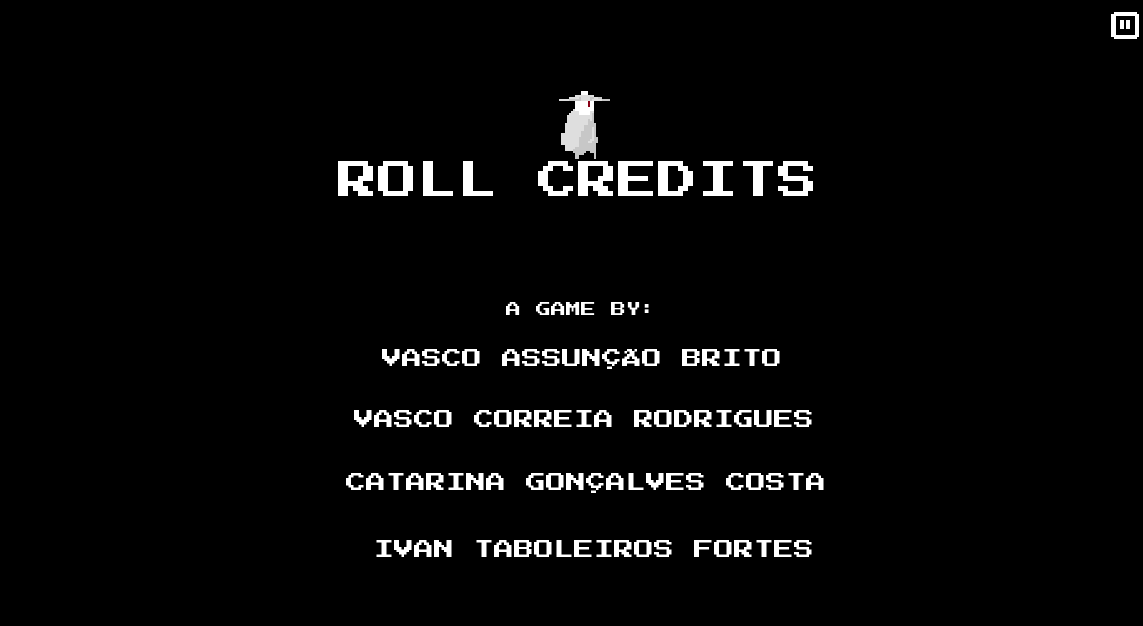 ROLL CREDITS
A GAME BY:
VASCO ASSUNÇÃO BRITO
VASCO CORREIA RODRIGUES
CATARINA GONÇALVES COSTA
IVAN TABOLEIROS FORTES